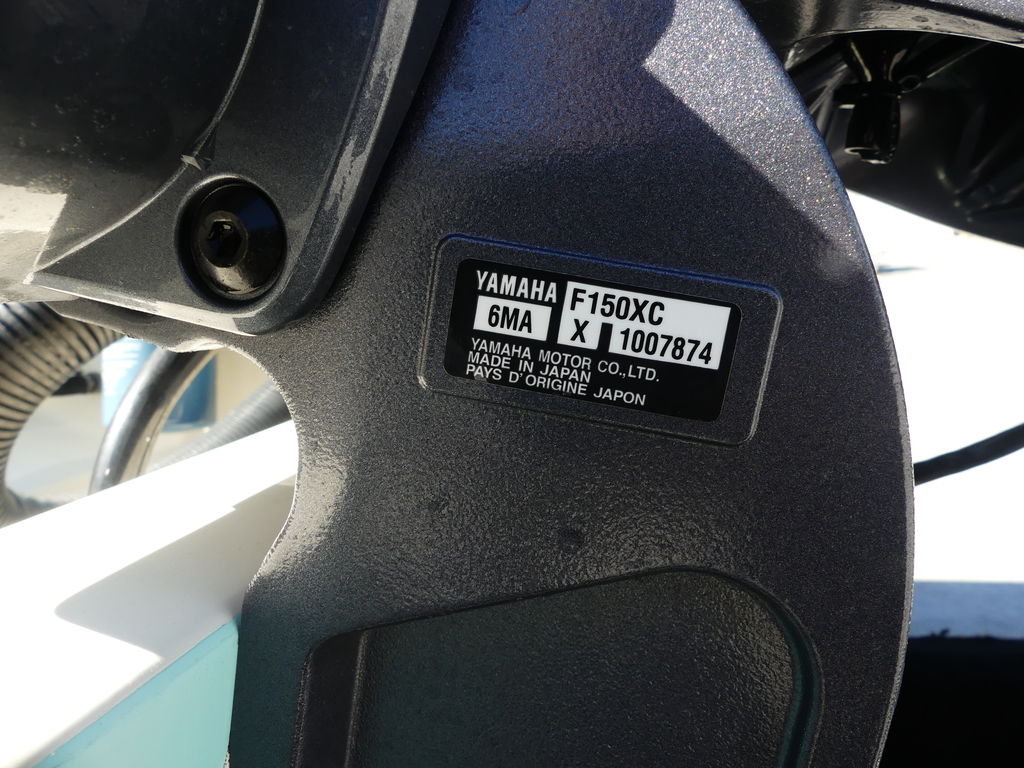 YAMAHA F150XC
6MA X 1007874
YAMAHA MOTOR CO.,LTD.
MADE IN JAPAN
PAYS D'ORIGINE JAPON